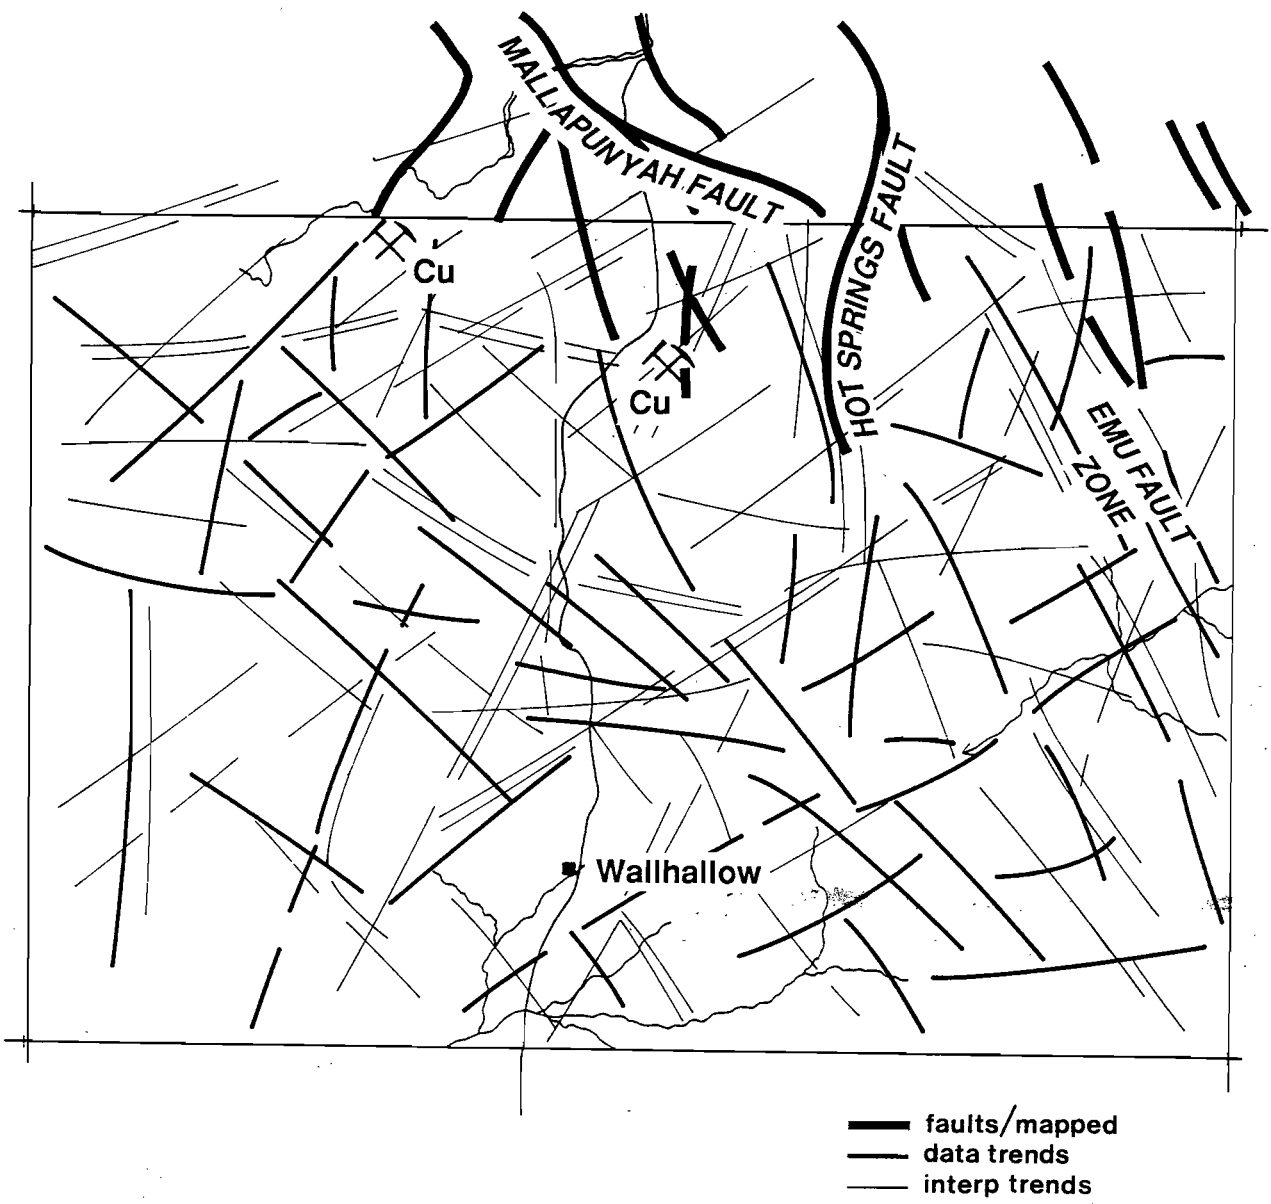 MALLAPUNYAH FAULT
HOT SPRINGS FAULT
Cu
Cu
EMU FAULT
ZONE
Wallhallow
faults/mapped
data trends
interp trends